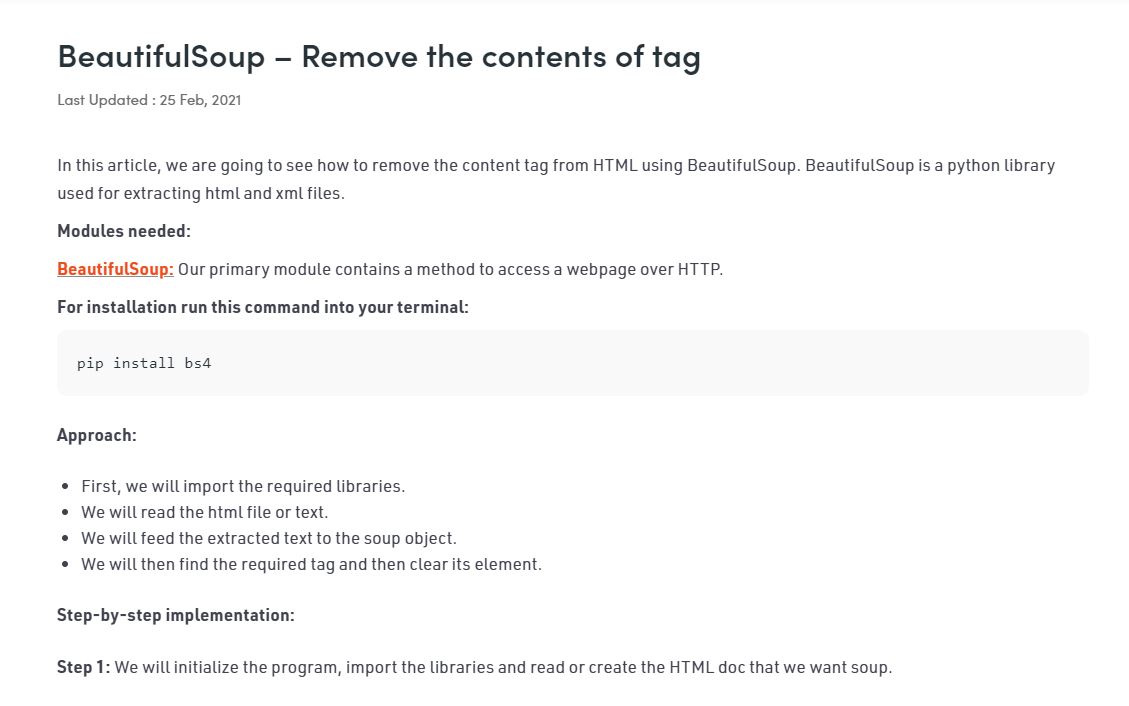 BeautifulSoup – Remove the contents of tag
Last Updated : 25 Feb, 2021
In this article, we are going to see how to remove the content tag from HTML using BeautifulSoup. BeautifulSoup is a python library
used for extracting html and xml files.
Modules needed:
BeautifulSoup: Our primary module contains a method to access a webpage over HTTP.
For installation run this command into your terminal:
pip install bs4
Approach:
• First, we will import the required libraries.
• We will read the html file or text.
• We will feed the extracted text to the soup object.
• We will then find the required tag and then clear its element.
Step-by-step implementation:
Step 1: We will initialize the program, import the libraries and read or create the HTML doc that we want soup.